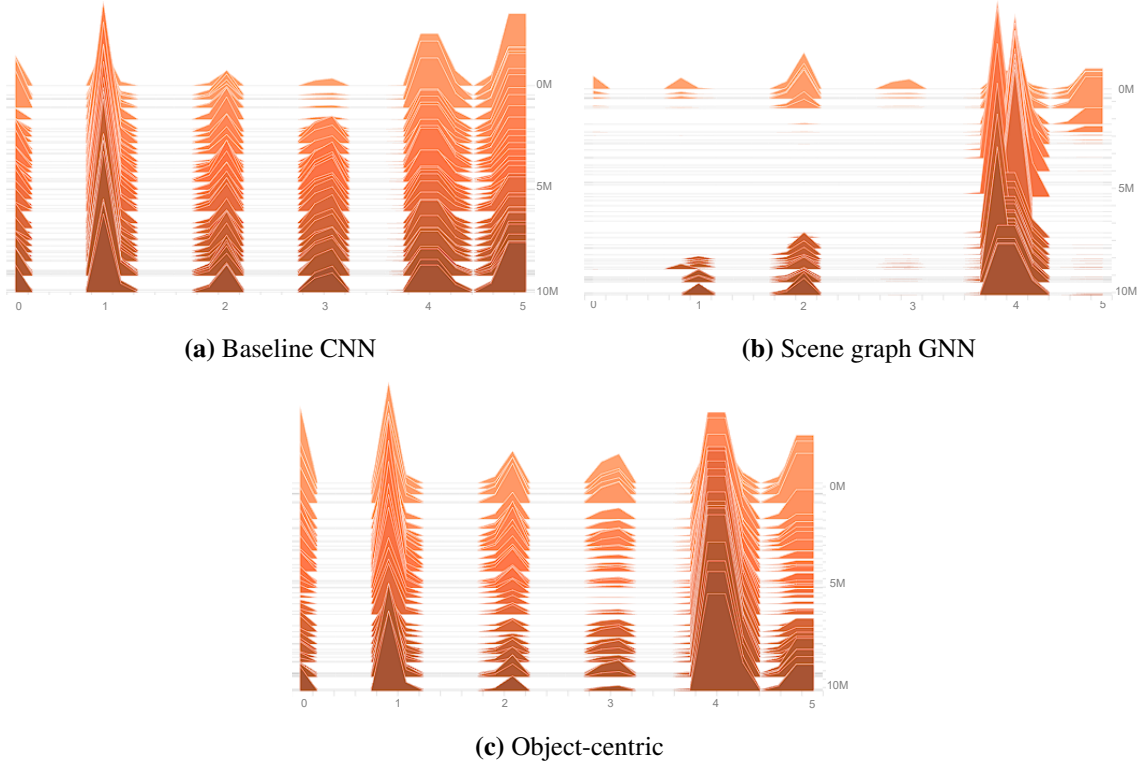 0M
5M
10M
0 1 2 3 4 5
(a) Baseline CNN
0M
5M
10M
0 1 2 3 4 5
(b) Scene graph GNN
0M
5M
10M
0 1 2 3 4 5
(c) Object-centric